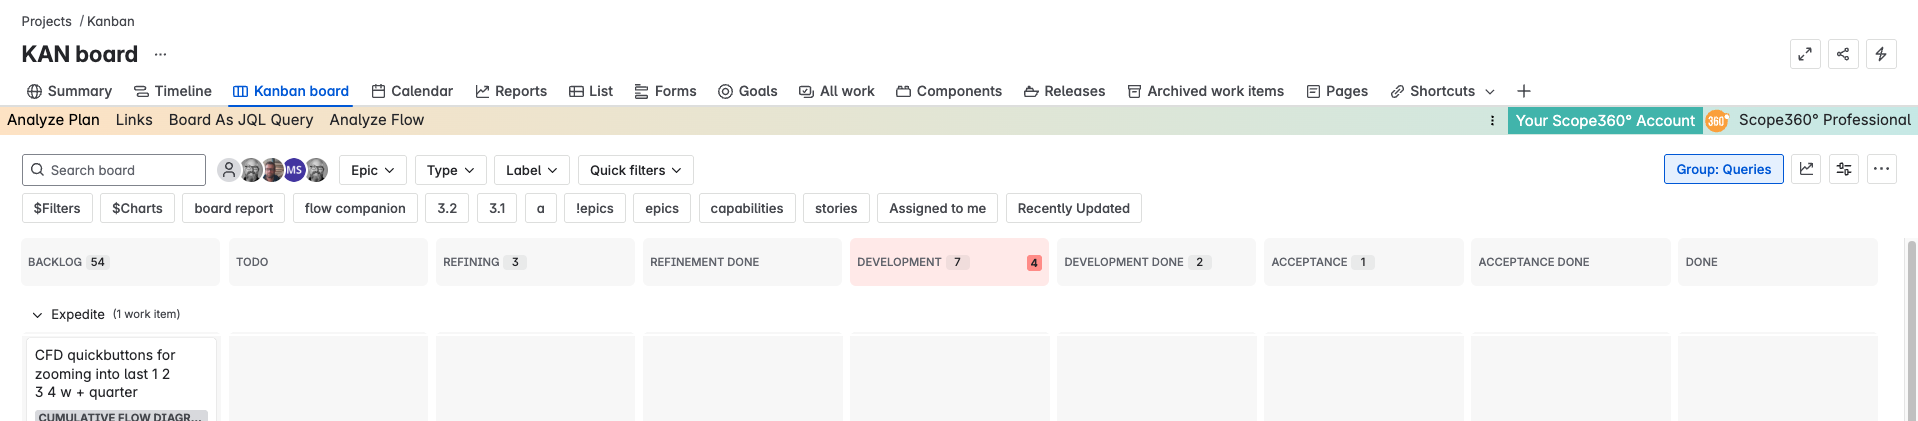 Projects / Kanban
KAN board ...
Summary Timeline Kanban board Calendar Reports List Forms Goals All work Components Releases Archived work items Pages Shortcuts
Analyze Plan Links Board As JQL Query Analyze Flow Your Scope360° Account 360° Scope360° Professional
Search board MS Epic Type Label Quick filters Group: Queries
$Filters $Charts board report flow companion 3.2 3.1 a !epics epics capabilities stories Assigned to me Recently Updated
BACKLOG 54 TODO REFINING 3 REFINEMENT DONE DEVELOPMENT 7 4 DEVELOPMENT DONE 2 ACCEPTANCE 1 ACCEPTANCE DONE DONE
Expedite (1 work item)
CFD quickbuttons for
zooming into last 1 2
3 4 w + quarter
CUMULATIVE FLOW DIAGR...